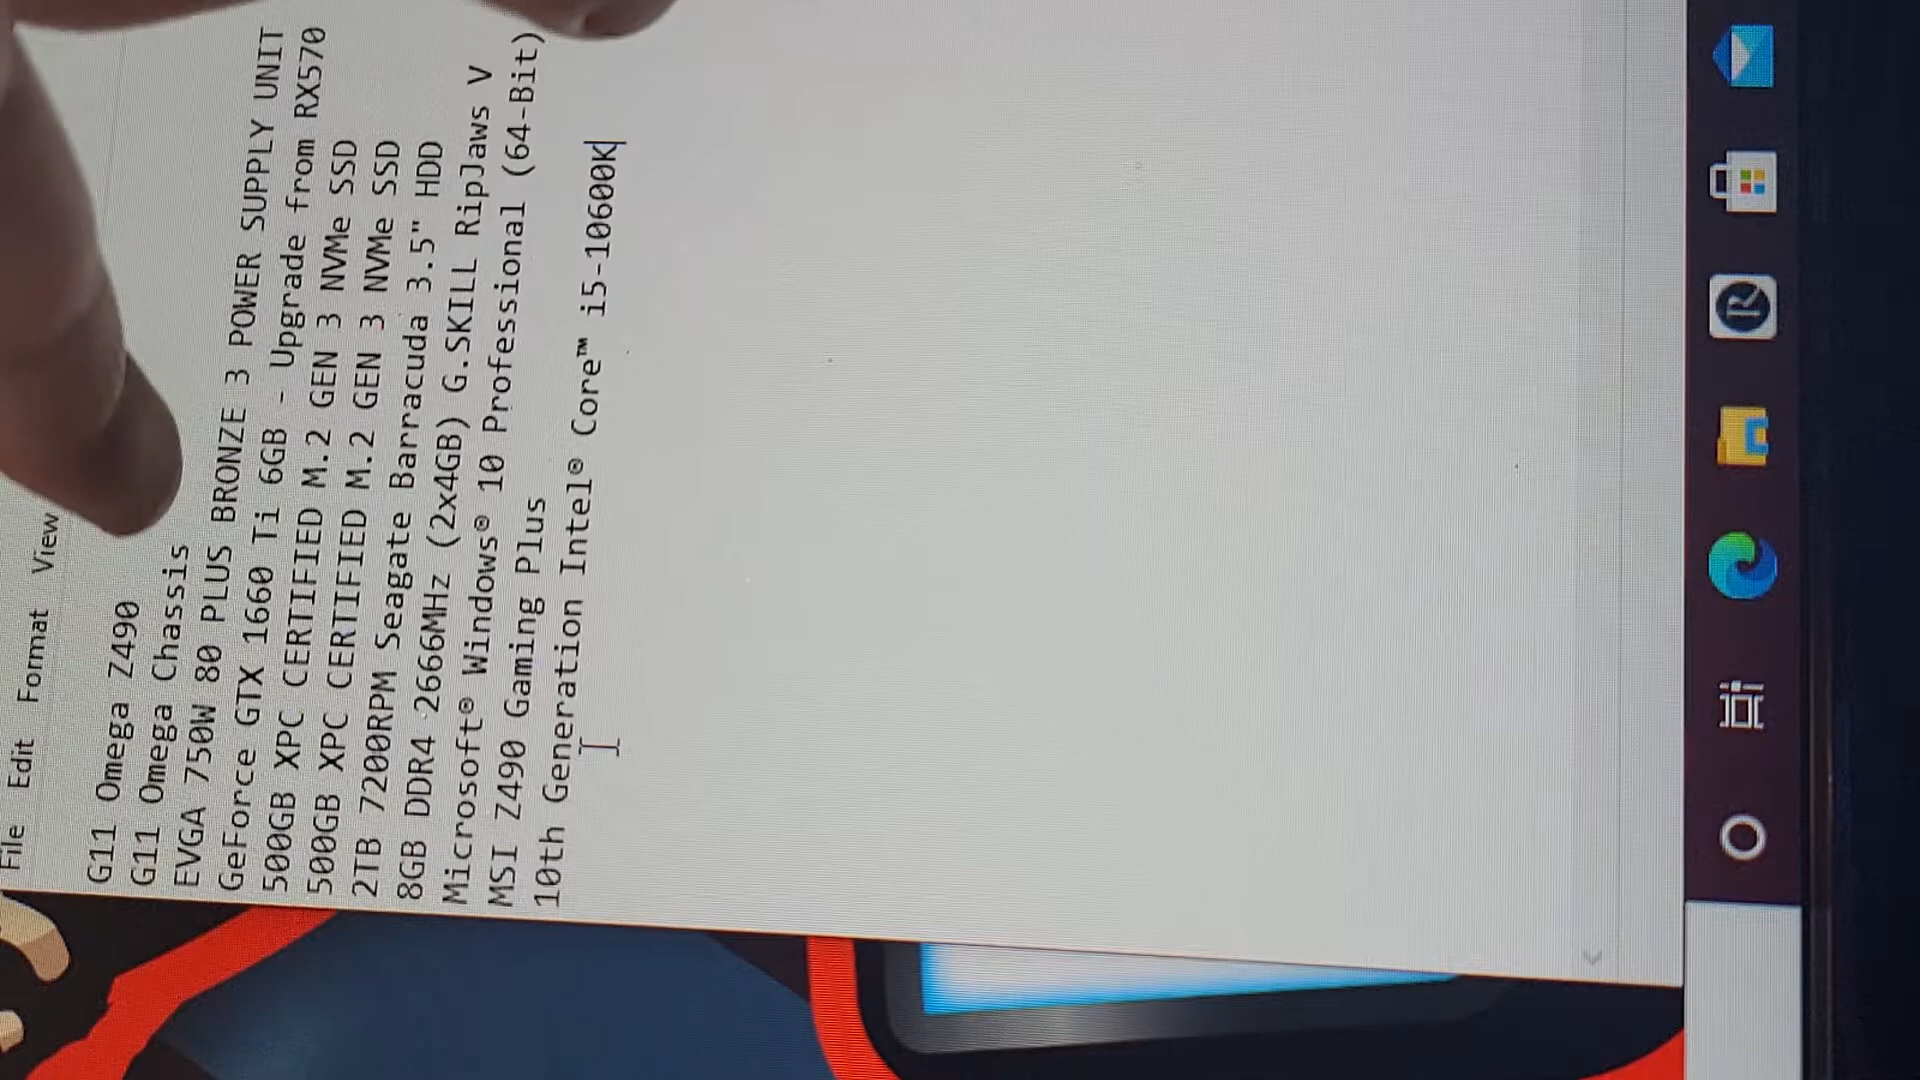 File Edit Format View
G11 Omega Z490
G11 Omega Chassis
EVGA 750W 80 PLUS BRONZE 3 POWER SUPPLY UNIT
GeForce GTX 1660 Ti 6GB - Upgrade from RX570
500GB XPC CERTIFIED M.2 GEN 3 NVMe SSD
500GB XPC CERTIFIED M.2 GEN 3 NVMe SSD
2TB 7200RPM Seagate Barracuda 3.5" HDD
8GB DDR4 2666MHz (2x4GB) G.SKILL RipJaws V
Microsoft® Windows® 10 Professional (64-Bit)
MSI Z490 Gaming Plus
10th Generation Intel® Core™ i5-10600K
R